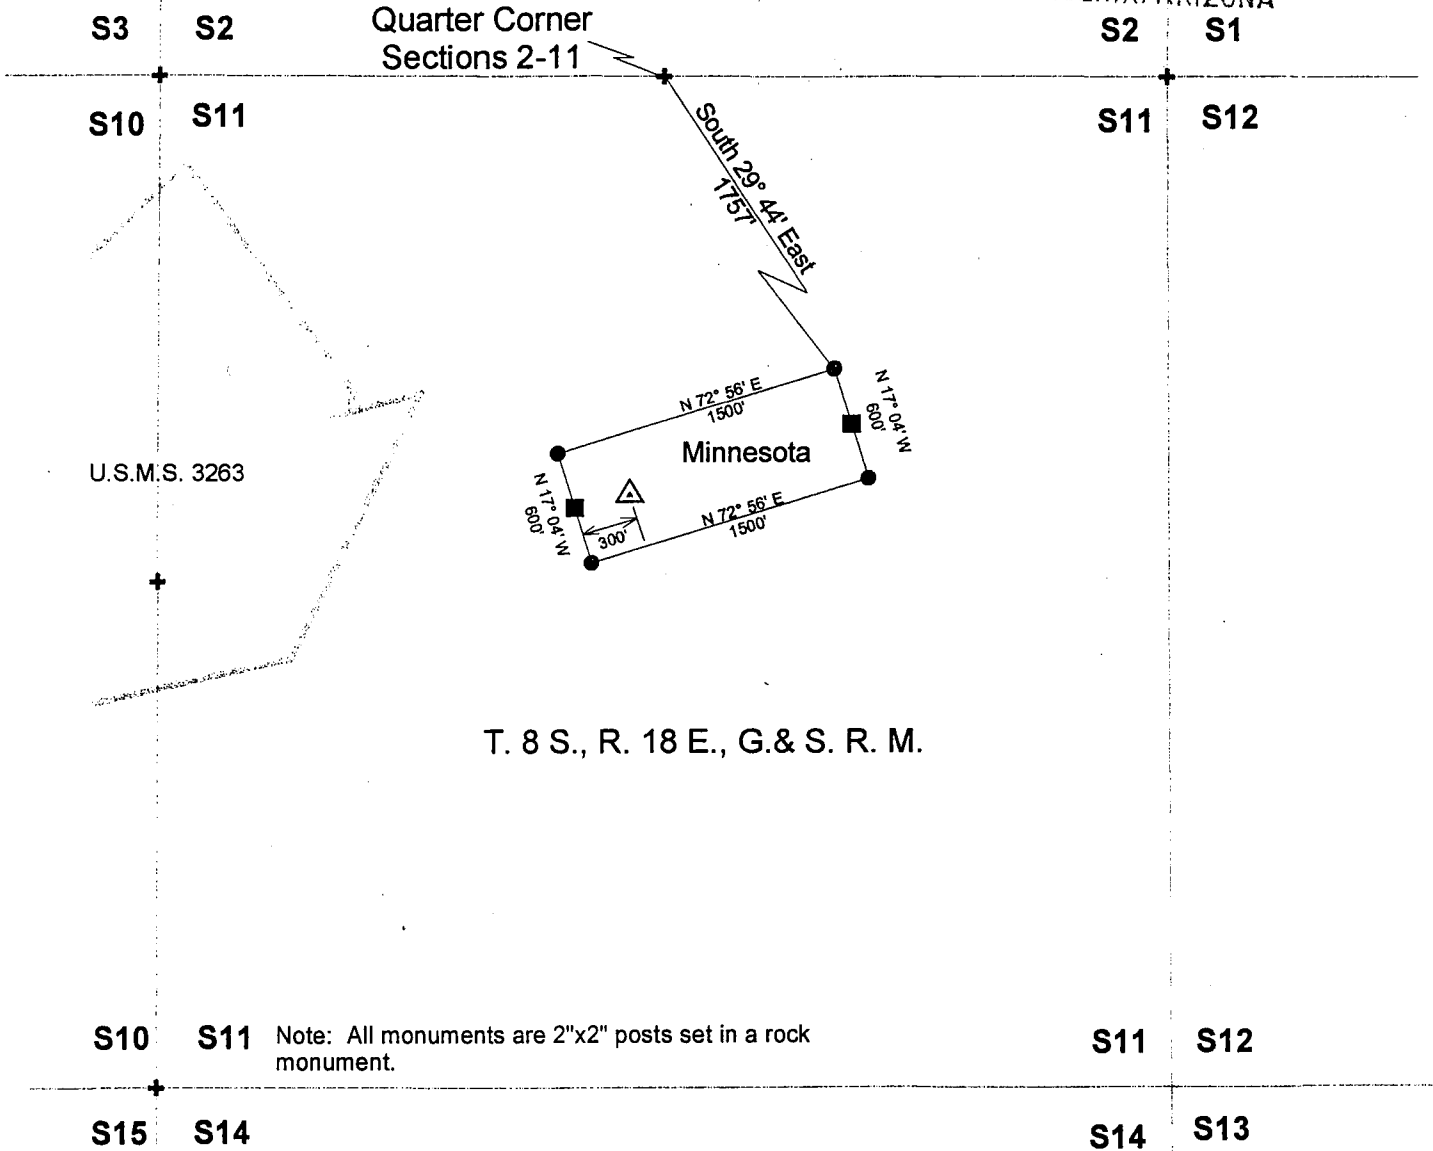 ARIZONA
S3
S2
Quarter Corner
Sections 2-11
S2
S1
S10
S11
S11
S12
South 29° 44' East
1757'
N 72° 56' E
1500'
N 17° 04' W
600'
Minnesota
U.S.M.S. 3263
N 17° 04' W
600'
300'
N 72° 56' E
1500'
T. 8 S., R. 18 E., G.& S. R. M.
S10
S11
Note: All monuments are 2"x2" posts set in a rock
monument.
S11
S12
S15
S14
S14
S13